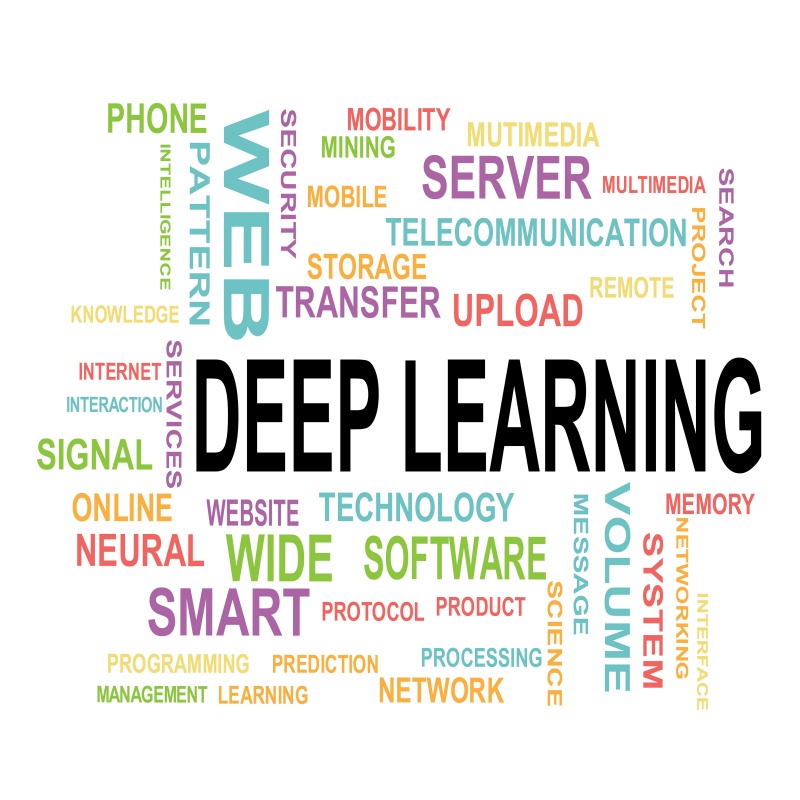 PHONE
INTELLIGENCE
PATTERN
WEB
SECURITY
MOBILITY
MINING
MUTIMEDIA
SERVER
MULTIMEDIA
SEARCH
MOBILE
PROJECT
TELECOMMUNICATION
STORAGE
REMOTE
TRANSFER
UPLOAD
KNOWLEDGE
SERVICES
INTERNET
INTERACTION
DEEP LEARNING
SIGNAL
ONLINE
WEBSITE
TECHNOLOGY
MESSAGE
VOLUME
MEMORY
NEURAL
WIDE
SOFTWARE
SYSTEM
NETWORKING
SMART
PROTOCOL
PRODUCT
SCIENCE
INTERFACE
PROGRAMMING
PREDICTION
PROCESSING
MANAGEMENT
LEARNING
NETWORK